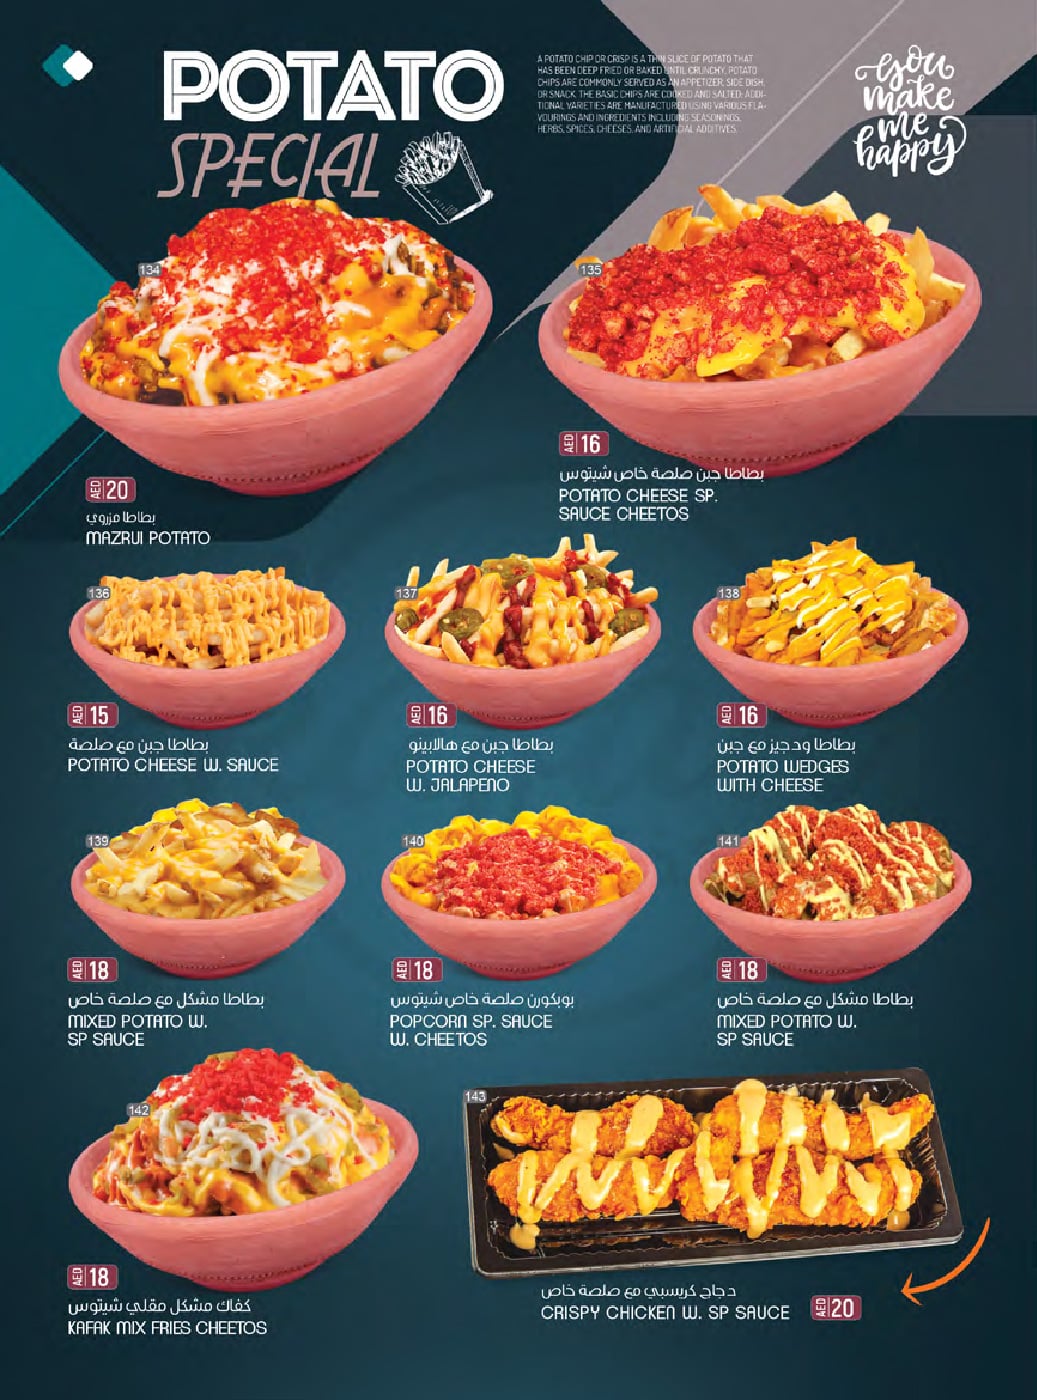 POTATO
SPECIAL
A POTATO CHIP OR CRISP IS A THIN SLICE OF POTATO THAT
HAS BEEN DEEP FRIED OR BAKED UNTIL CRUNCHY. POTATO
CHIPS ARE COMMONLY SERVED AS AN APPETIZER, SIDE DISH,
OR SNACK. THE BASIC CHIPS ARE COOKED AND SALTED; ADDI-
TIONAL VARIETIES ARE MANUFACTURED USING VARIOUS FLA-
VOURINGS AND INGREDIENTS INCLUDING SEASONINGS,
HERBS, SPICES, CHEESES, AND ARTIFICIAL ADDITIVES.
you
make
me
happy
134
AED 20
بطاطا مزروي
MAZRUI POTATO
135
AED 16
بطاطا جبن صلصة خاص شيتوس
POTATO CHEESE SP.
SAUCE CHEETOS
136
AED 15
بطاطا جبن مع صلصة
POTATO CHEESE W. SAUCE
137
AED 16
بطاطا جبن مع هالابينو
POTATO CHEESE
W. JALAPENO
138
AED 16
بطاطا ودجيز مع جبن
POTATO WEDGES
WITH CHEESE
139
AED 18
بطاطا مشكل مع صلصة خاص
MIXED POTATO W.
SP SAUCE
140
AED 18
بوبكورن صلصة خاص شيتوس
POPCORN SP. SAUCE
W. CHEETOS
141
AED 18
بطاطا مشكل مع صلصة خاص
MIXED POTATO W.
SP SAUCE
142
AED 18
كفاك مشكل مقلي شيتوس
KAFAK MIX FRIES CHEETOS
143
دجاج كريسبي مع صلصة خاص
CRISPY CHICKEN W. SP SAUCE
AED 20